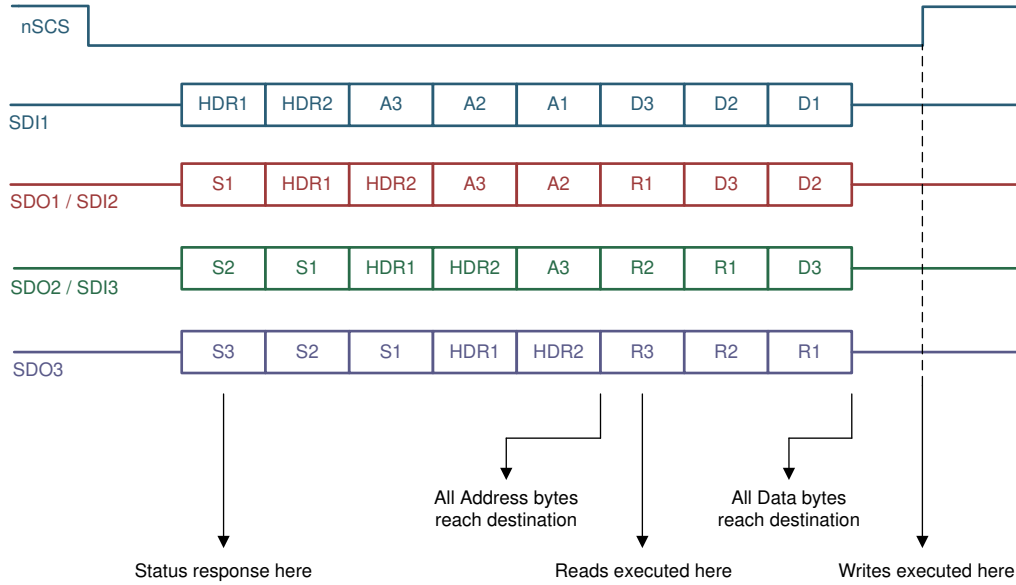 nSCS
HDR1 HDR2 A3 A2 A1 D3 D2 D1
SDI1
S1 HDR1 HDR2 A3 A2 R1 D3 D2
SDO1 / SDI2
S2 S1 HDR1 HDR2 A3 R2 R1 D3
SDO2 / SDI3
S3 S2 S1 HDR1 HDR2 R3 R2 R1
SDO3
All Address bytes
reach destination
All Data bytes
reach destination
Status response here
Reads executed here
Writes executed here